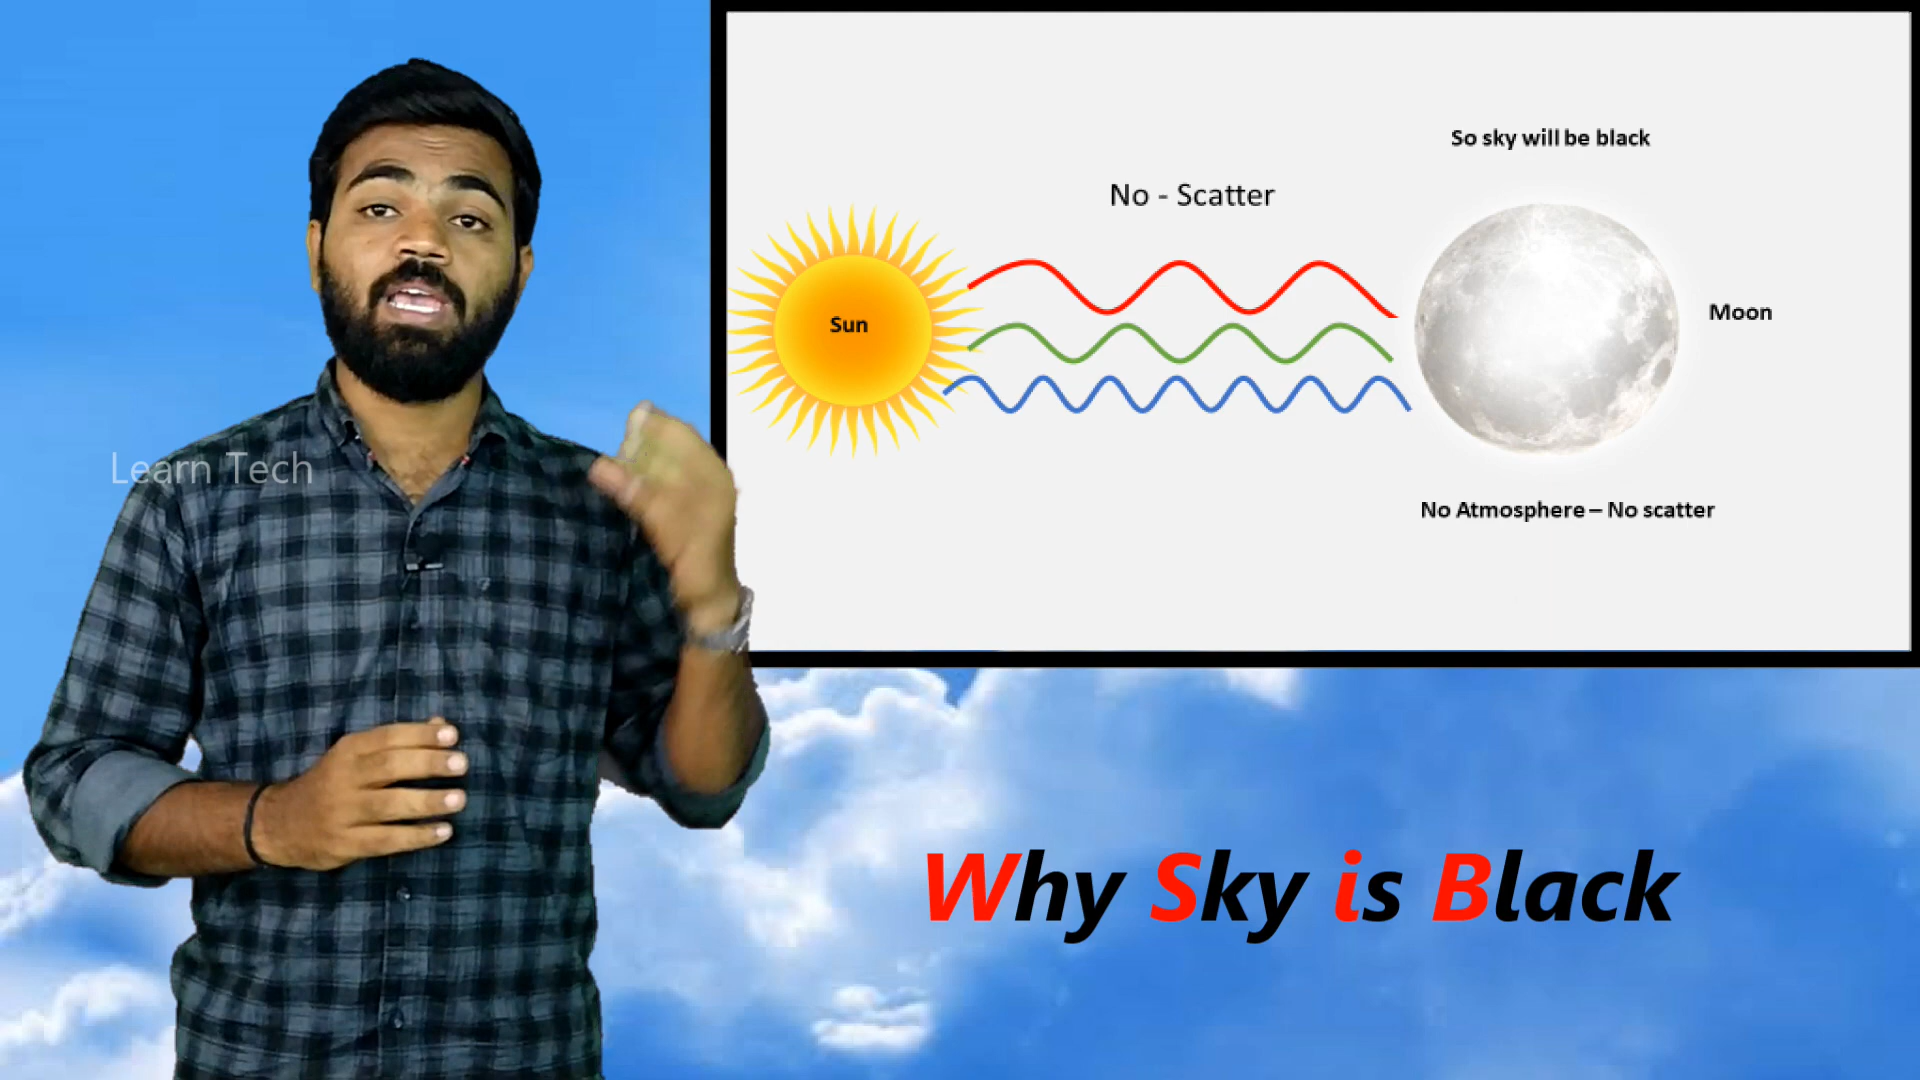 So sky will be black
No - Scatter
Sun
Moon
Learn Tech
No Atmosphere – No scatter
Why Sky is Black